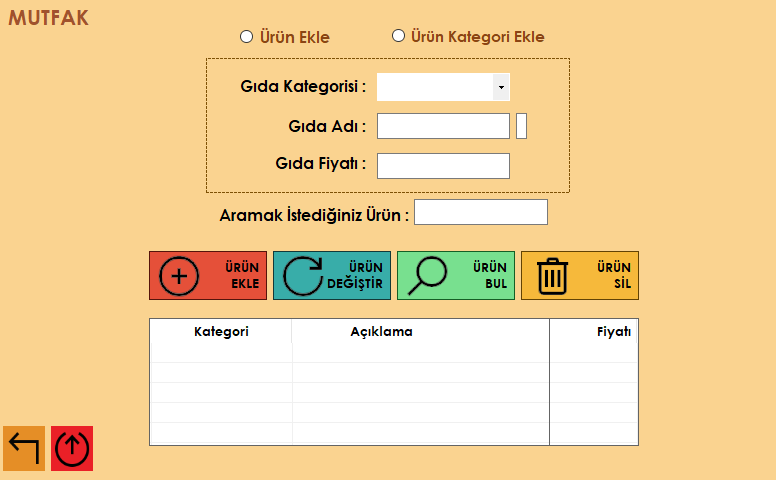 MUTFAK
Ürün Ekle
Ürün Kategori Ekle
Gıda Kategorisi :
Gıda Adı :
Gıda Fiyatı :
Aramak İstediğiniz Ürün :
ÜRÜN
EKLE
ÜRÜN
DEĞİŞTİR
ÜRÜN
BUL
ÜRÜN
SİL
Kategori
Açıklama
Fiyatı